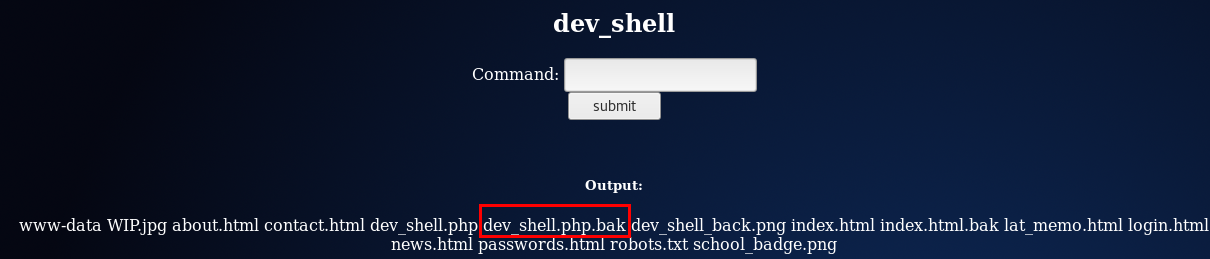 dev_shell
Command:
submit
Output:
www-data WIP.jpg about.html contact.html dev_shell.php dev_shell.php.bak dev_shell_back.png index.html index.html.bak lat_memo.html login.html
news.html passwords.html robots.txt school_badge.png